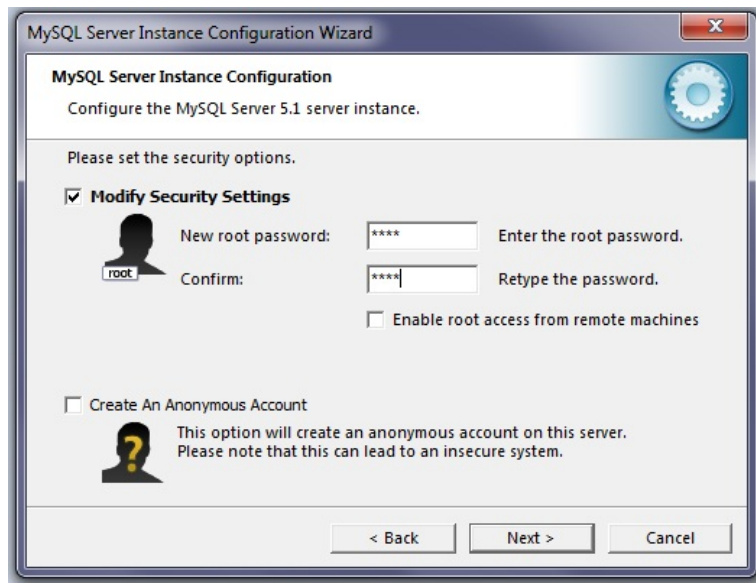 MySQL Server Instance Configuration Wizard
MySQL Server Instance Configuration
Configure the MySQL Server 5.1 server instance.
Please set the security options.
Modify Security Settings
New root password: **** Enter the root password.
root
Confirm: **** Retype the password.
Enable root access from remote machines
Create An Anonymous Account
This option will create an anonymous account on this server.
Please note that this can lead to an insecure system.
< Back Next > Cancel